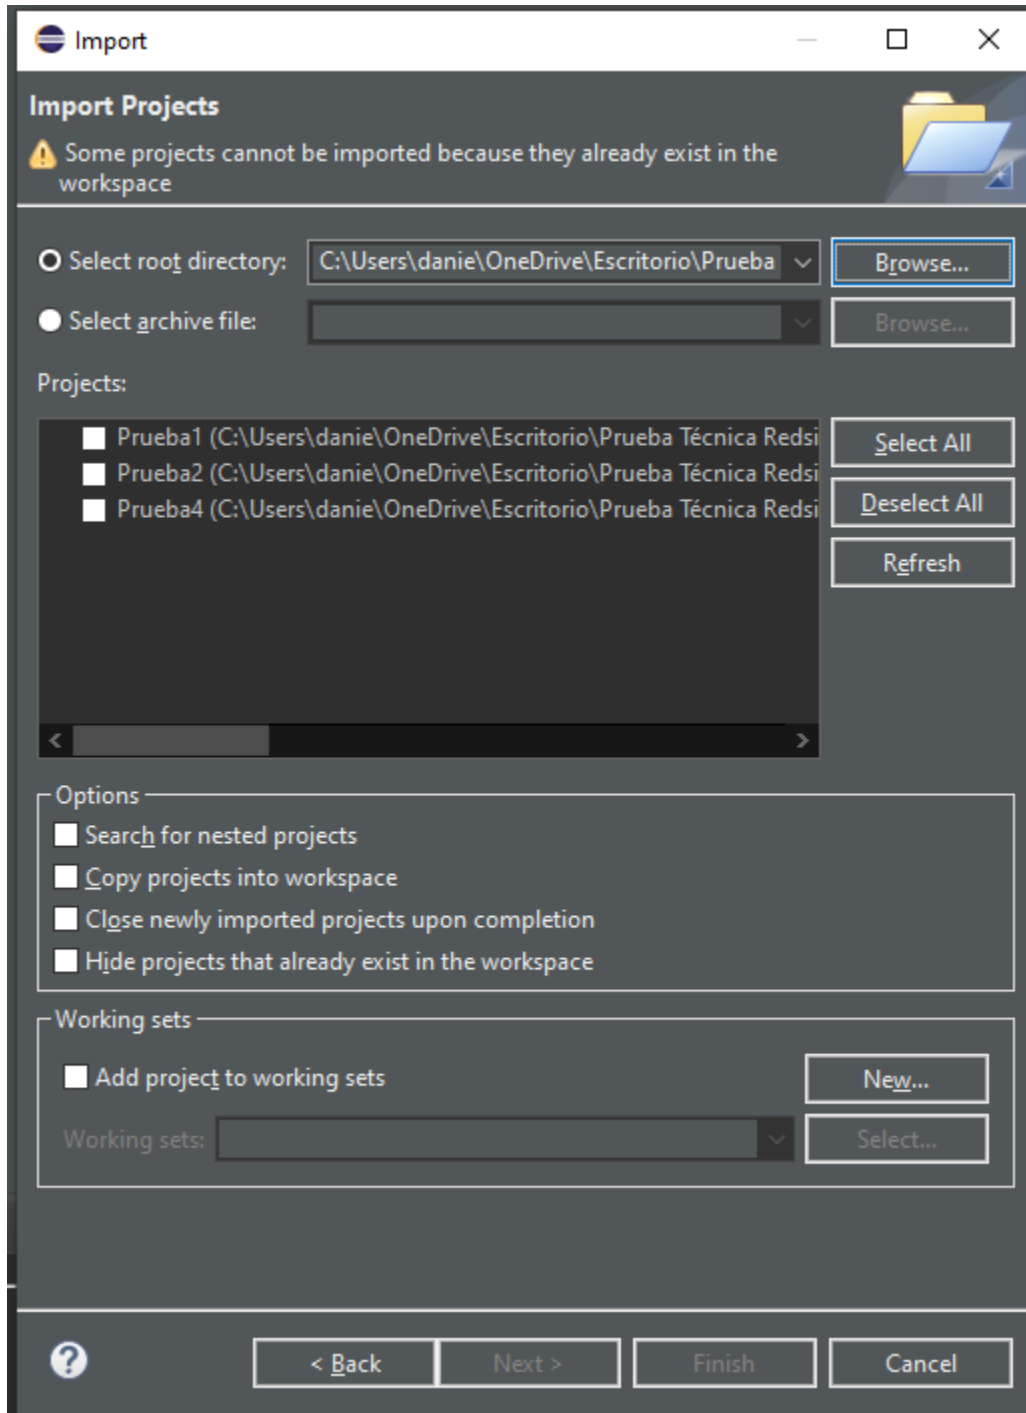 Import
Import Projects
Some projects cannot be imported because they already exist in the
workspace
Select root directory: C:\Users\danie\OneDrive\Escritorio\Prueba Browse...
Select archive file: Browse...
Projects:
Prueba1 (C:\Users\danie\OneDrive\Escritorio\Prueba Técnica Redsi
Select All
Prueba2 (C:\Users\danie\OneDrive\Escritorio\Prueba Técnica Redsi
Prueba4 (C:\Users\danie\OneDrive\Escritorio\Prueba Técnica Redsi
Deselect All
Refresh
Options
Search for nested projects
Copy projects into workspace
Close newly imported projects upon completion
Hide projects that already exist in the workspace
Working sets
Add project to working sets New...
Working sets: Select...
? < Back Next > Finish Cancel